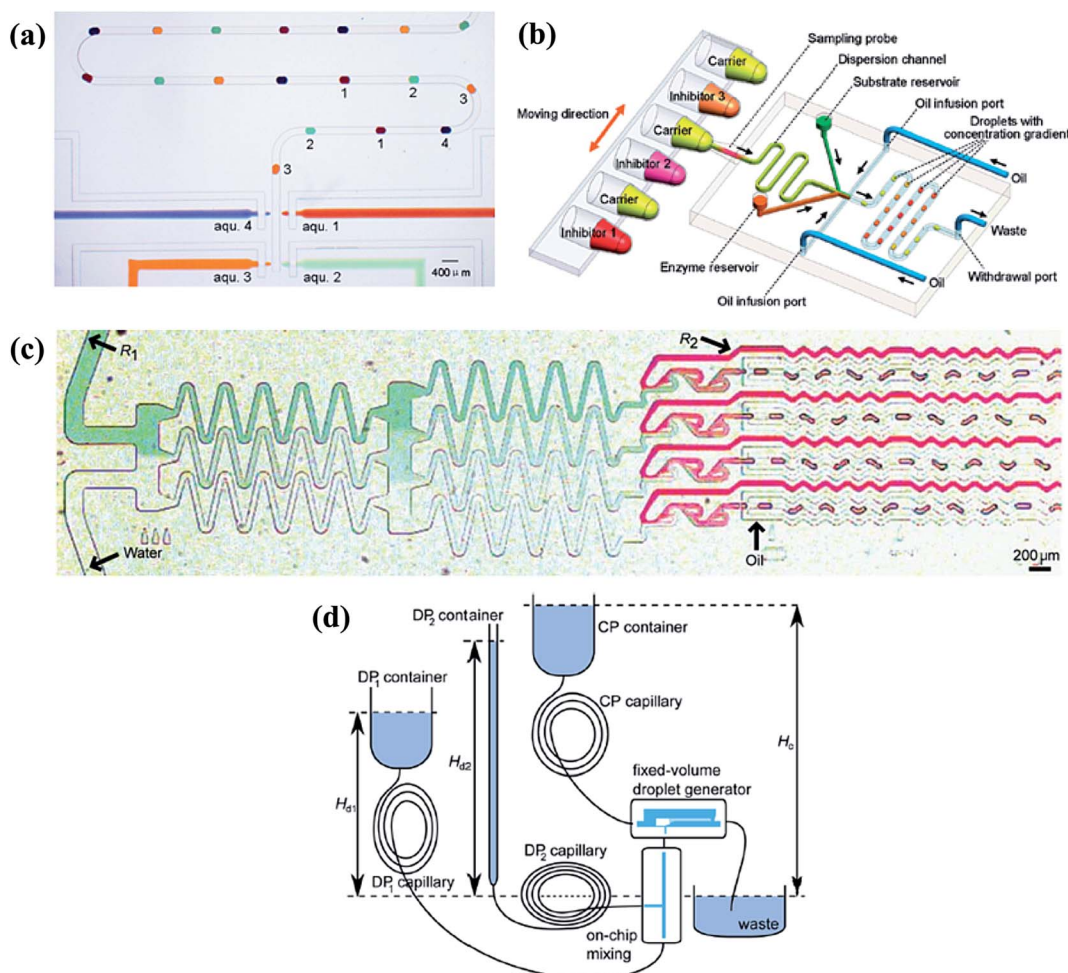 (a)
1
2
3
2
1
4
3
aqu. 4
aqu. 1
aqu. 3
aqu. 2
400 μm
(b)
Sampling probe
Dispersion channel
Substrate reservoir
Oil infusion port
Droplets with
concentration gradient
Carrier
Inhibitor 3
Moving direction
Carrier
Inhibitor 2
Carrier
Inhibitor 1
Oil
Waste
Enzyme reservoir
Oil
Withdrawal port
Oil infusion port
(c)
R1
R2
Water
Oil
200 μm
(d)
DP2 container
CP container
DP1 container
CP capillary
Hc
Hd2
Hd1
fixed-volume
droplet generator
DP2 capillary
DP1 capillary
on-chip
mixing
waste